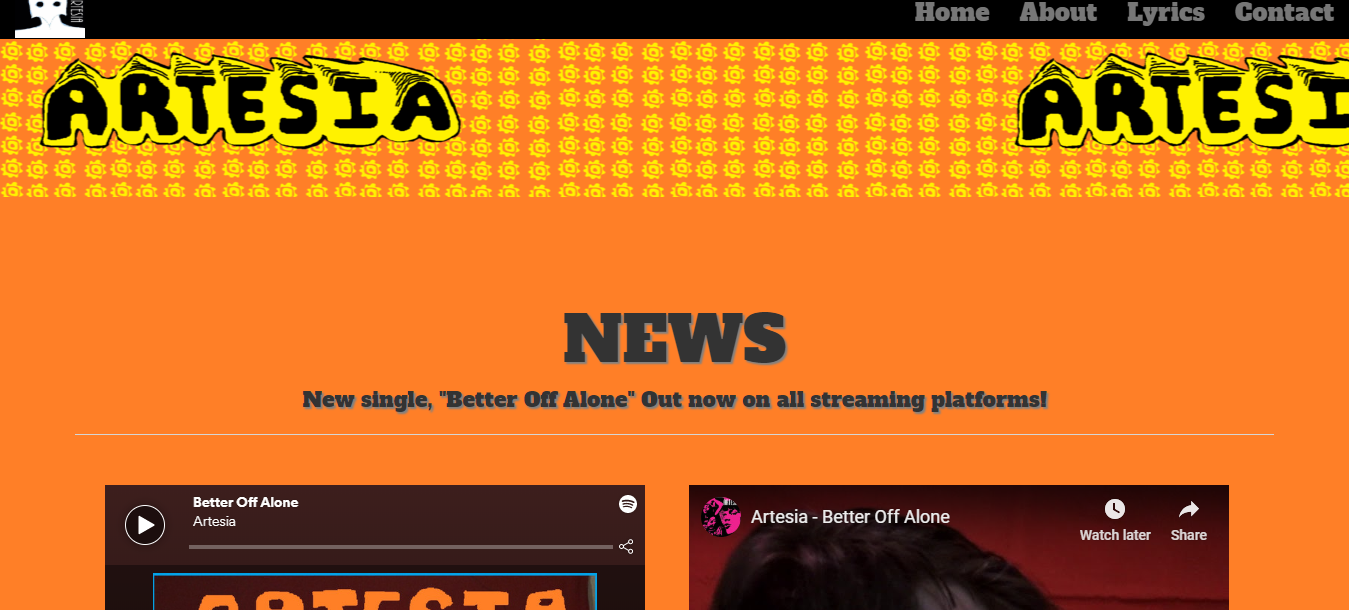 ARTESIA
Home About Lyrics Contact
ARTESIA ARTESI
NEWS
New single, "Better Off Alone" Out now on all streaming platforms!
Better Off Alone
Artesia
Artesia - Better Off Alone
Watch later Share
ARTESIA